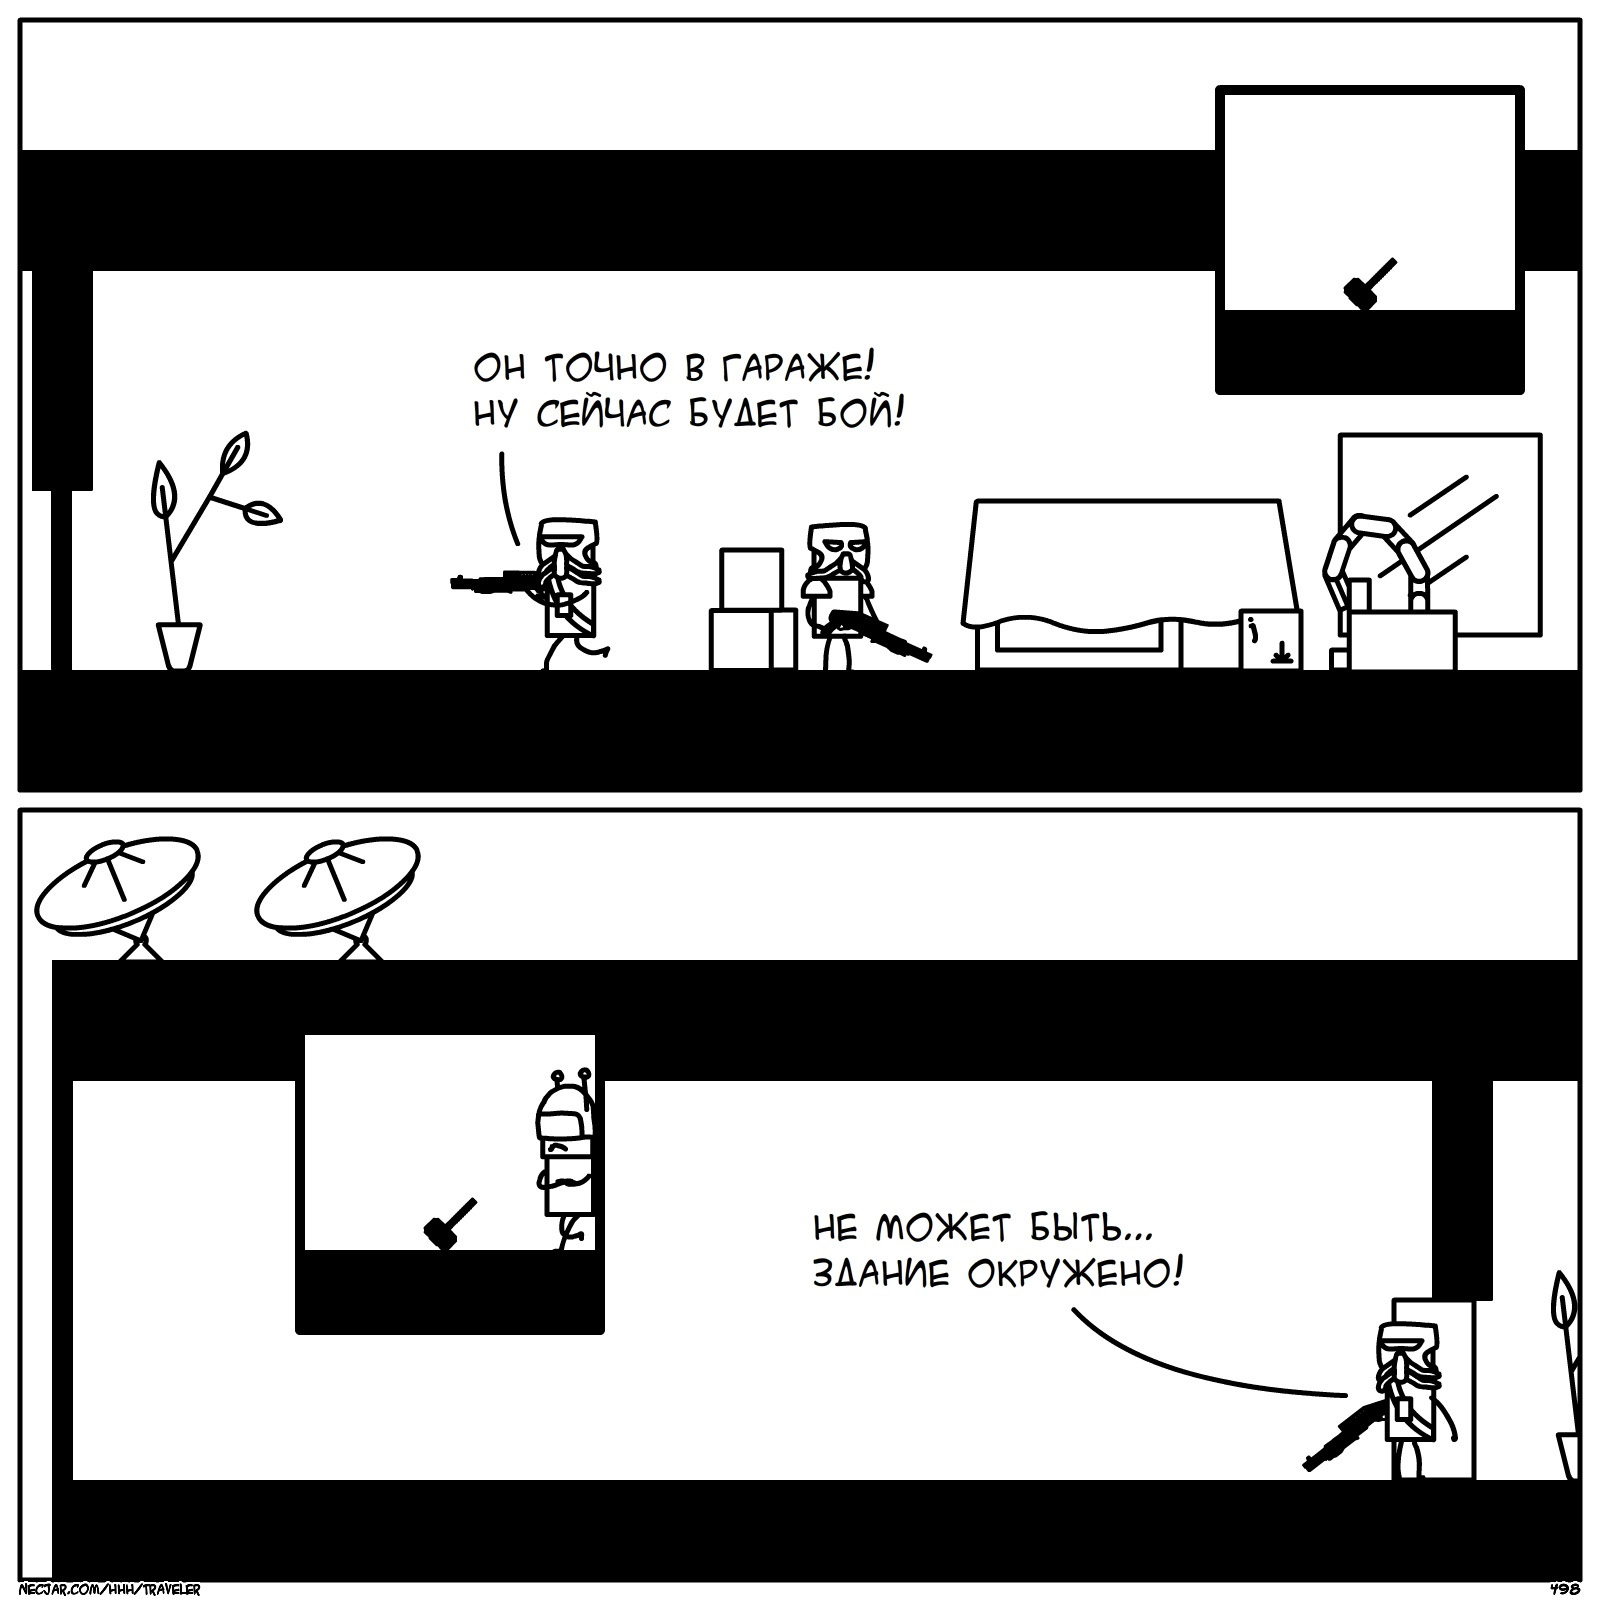 ОН ТОЧНО В ГАРАЖЕ!
НУ СЕЙЧАС БУДЕТ БОЙ!
НЕ МОЖЕТ БЫТЬ...
ЗДАНИЕ ОКРУЖЕНО!
NECJAR.COM/HHH/TRAVELER
498